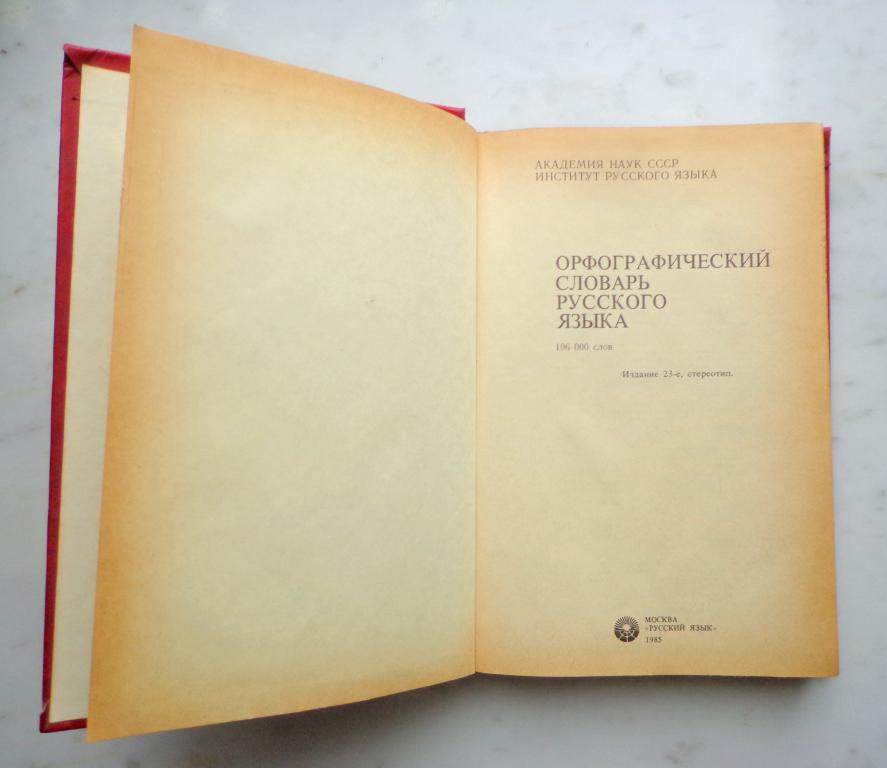 АКАДЕМИЯ НАУК СССР
ИНСТИТУТ РУССКОГО ЯЗЫКА
ОРФОГРАФИЧЕСКИЙ
СЛОВАРЬ
РУССКОГО
ЯЗЫКА
106 000 слов
Издание 23-е, стереотип.
МОСКВА
«РУССКИЙ ЯЗЫК»
1985